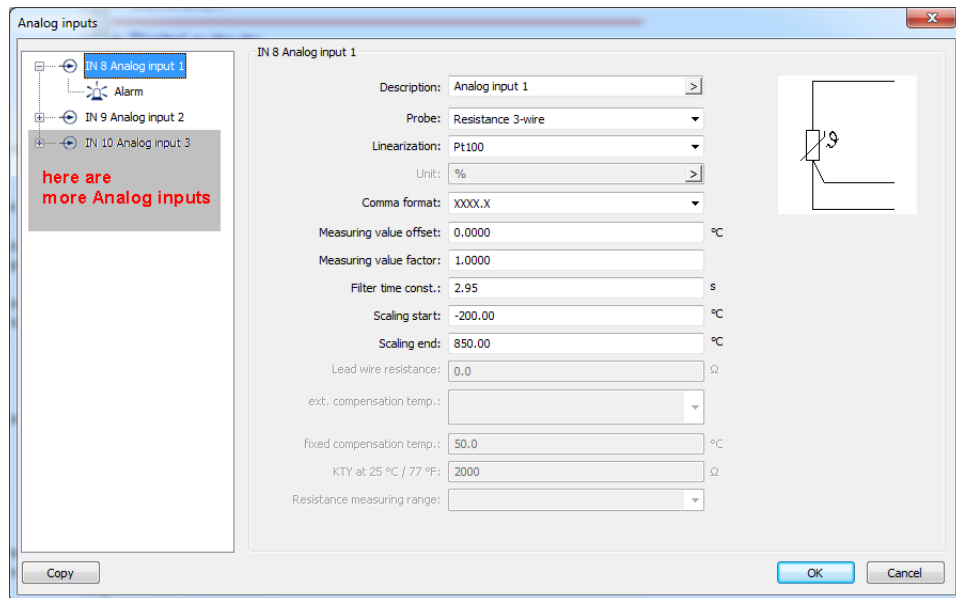 Analog inputs
IN 8 Analog input 1
Alarm
IN 9 Analog input 2
IN 10 Analog input 3
here are
more Analog inputs
IN 8 Analog input 1
Description: Analog input 1 >
Probe: Resistance 3-wire
Linearization: Pt100
Unit: % >
Comma format: XXXX.X
Measuring value offset: 0.0000 °C
Measuring value factor: 1.0000
Filter time const.: 2.95 s
Scaling start: -200.00 °C
Scaling end: 850.00 °C
Lead wire resistance: 0.0 Ω
ext. compensation temp.:
fixed compensation temp.: 50.0 °C
KTY at 25 °C / 77 °F: 2000 Ω
Resistance measuring range:
ϑ
Copy
OK
Cancel